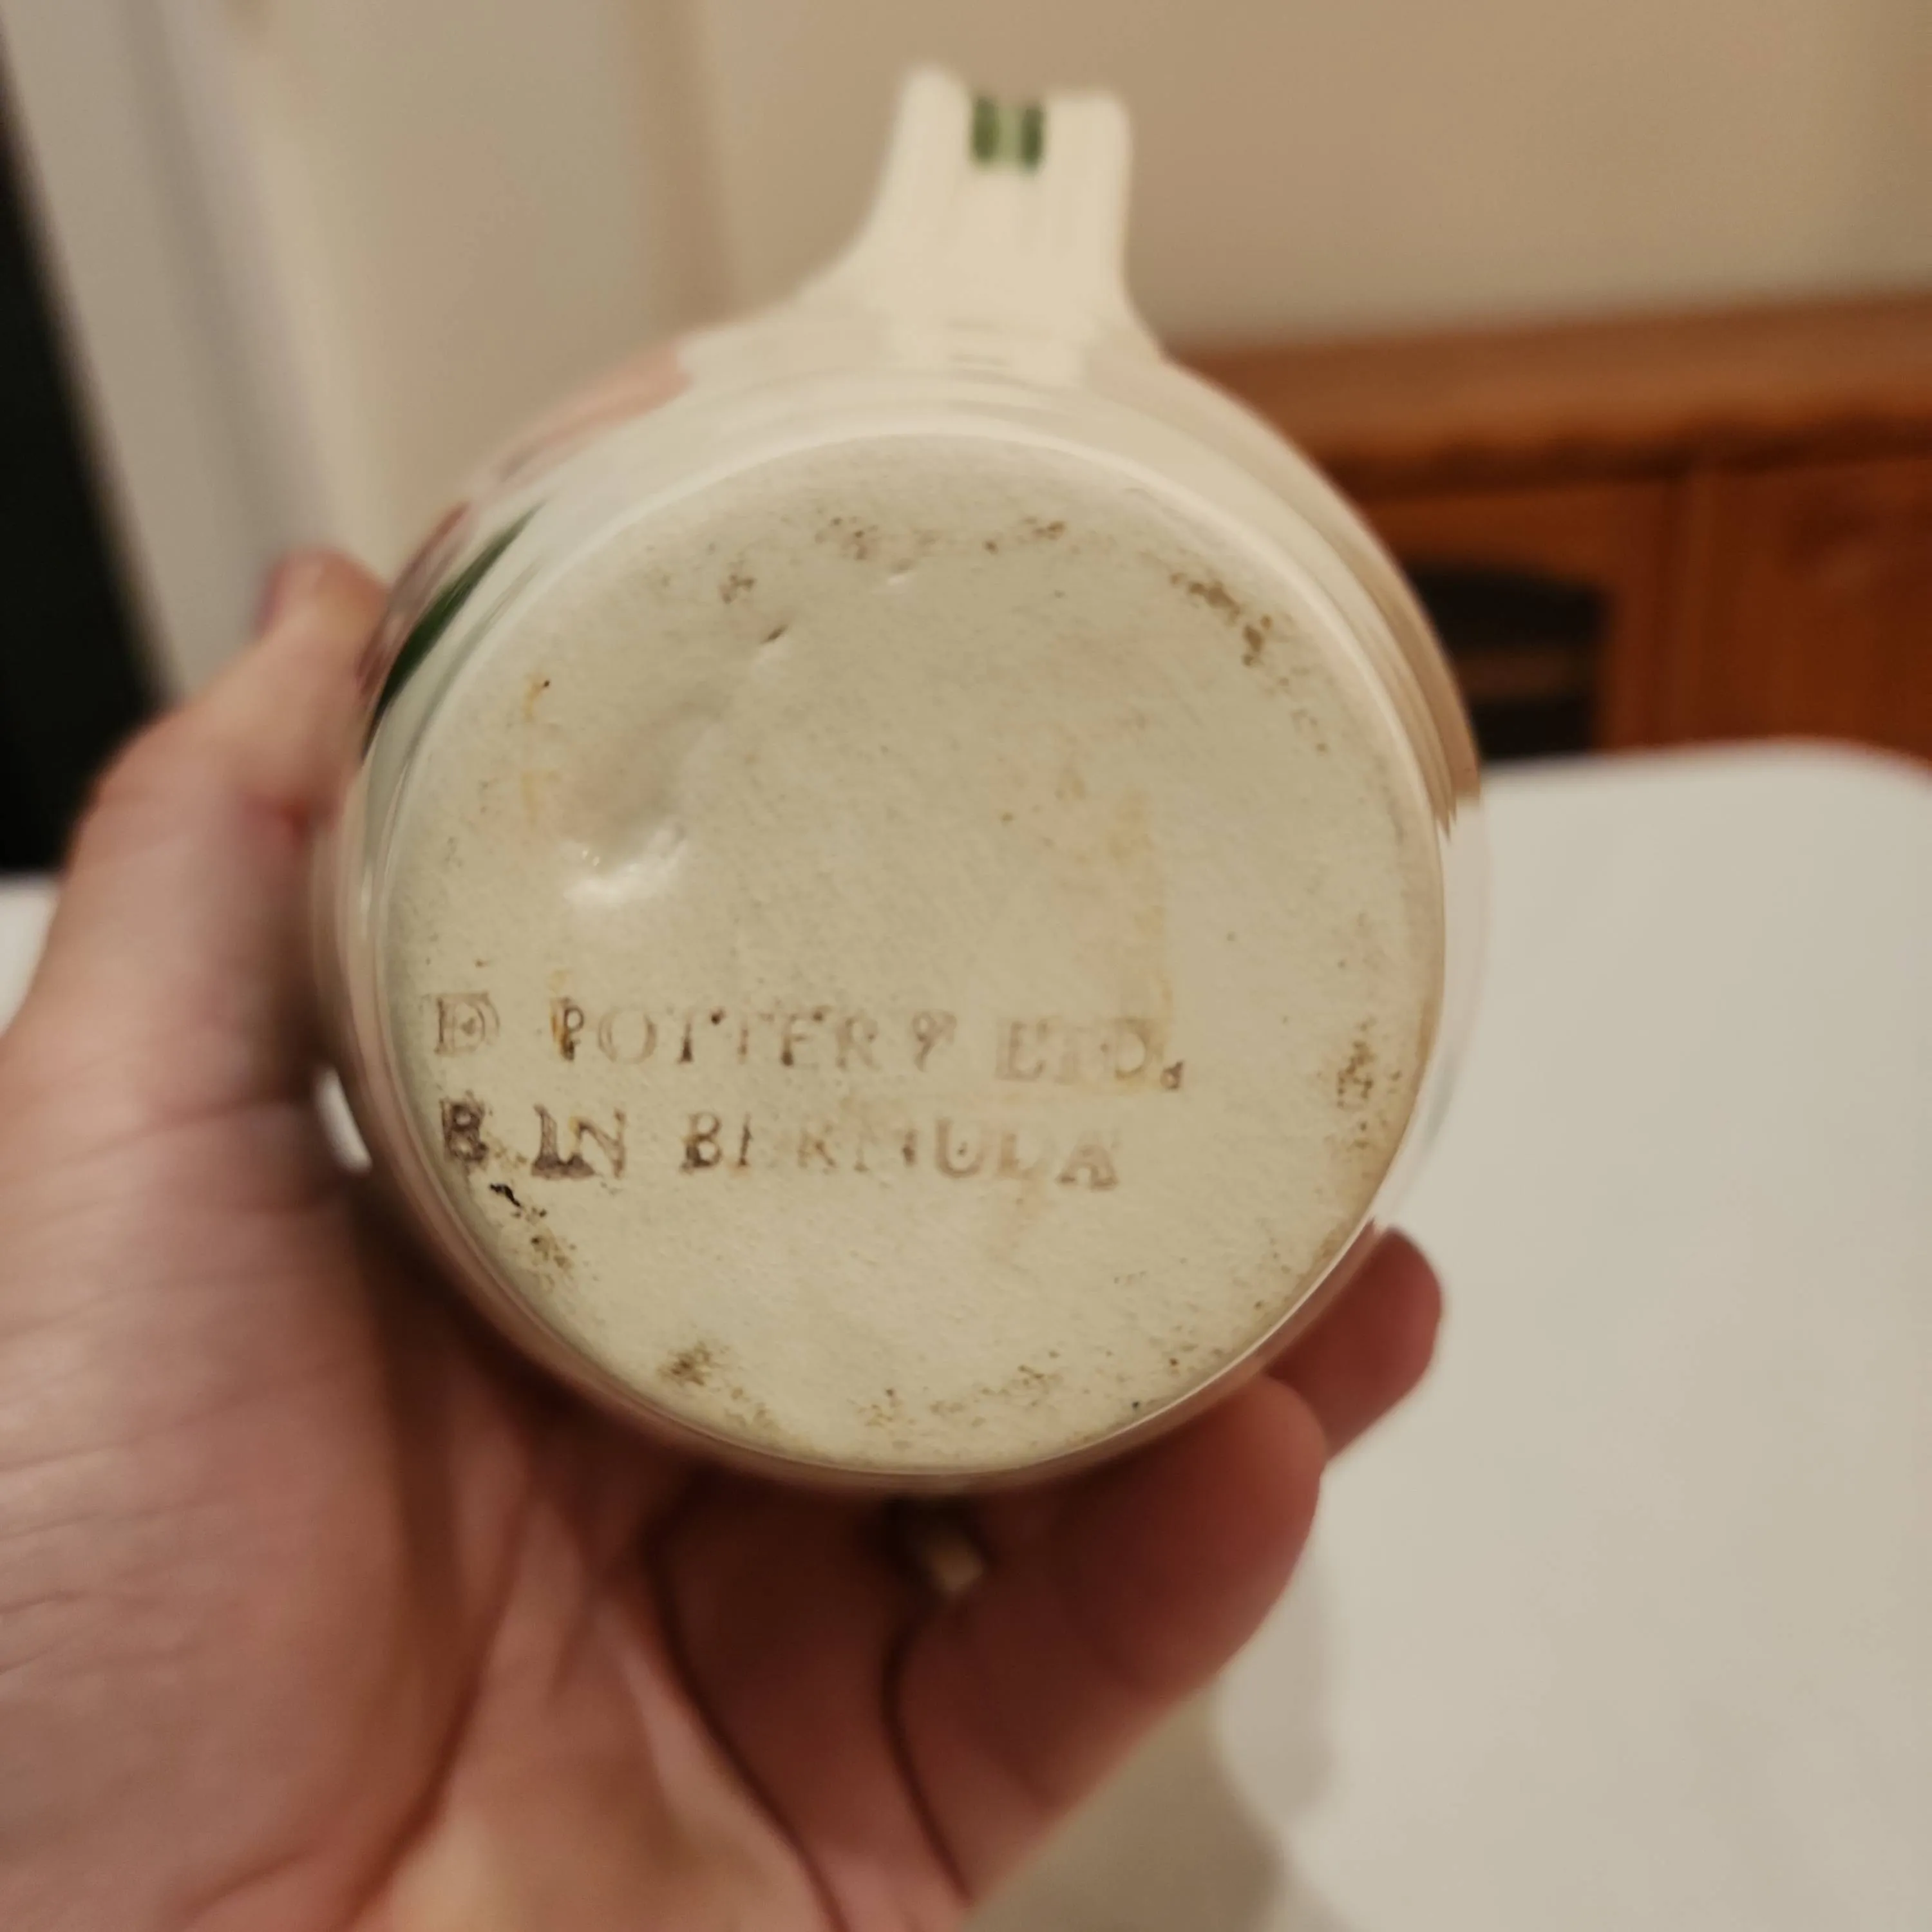 D POTTERY LTD.
E IN BERMUDA